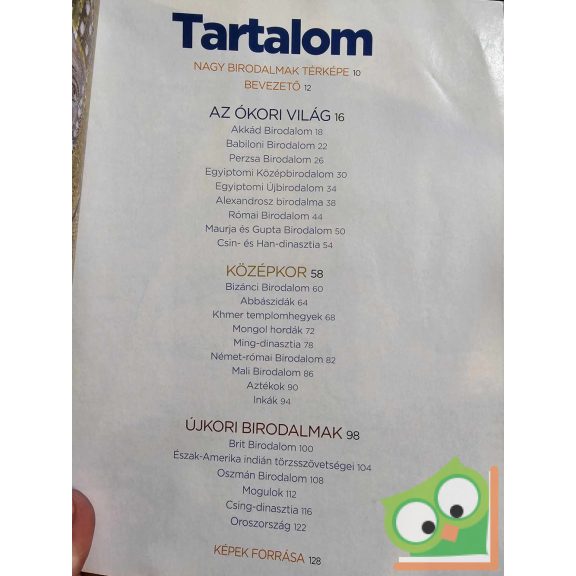 Tartalom
NAGY BIRODALMAK TÉRKÉPE 10
BEVEZETŐ 12
AZ ÓKORI VILÁG 16
Akkád Birodalom 18
Babiloni Birodalom 22
Perzsa Birodalom 26
Egyiptomi Középbirodalom 30
Egyiptomi Újbirodalom 34
Alexandrosz birodalma 38
Római Birodalom 44
Maurja és Gupta Birodalom 50
Csin- és Han-dinasztia 54
KÖZÉPKOR 58
Bizánci Birodalom 60
Abbászidák 64
Khmer templomhegyek 68
Mongol hordák 72
Ming-dinasztia 78
Német-római Birodalom 82
Mali Birodalom 86
Aztékok 90
Inkák 94
ÚJKORI BIRODALMAK 98
Brit Birodalom 100
Észak-Amerika indián törzsszövetségei 104
Oszmán Birodalom 108
Mogulok 112
Csing-dinasztia 116
Oroszország 122
KÉPEK FORRÁSA 128